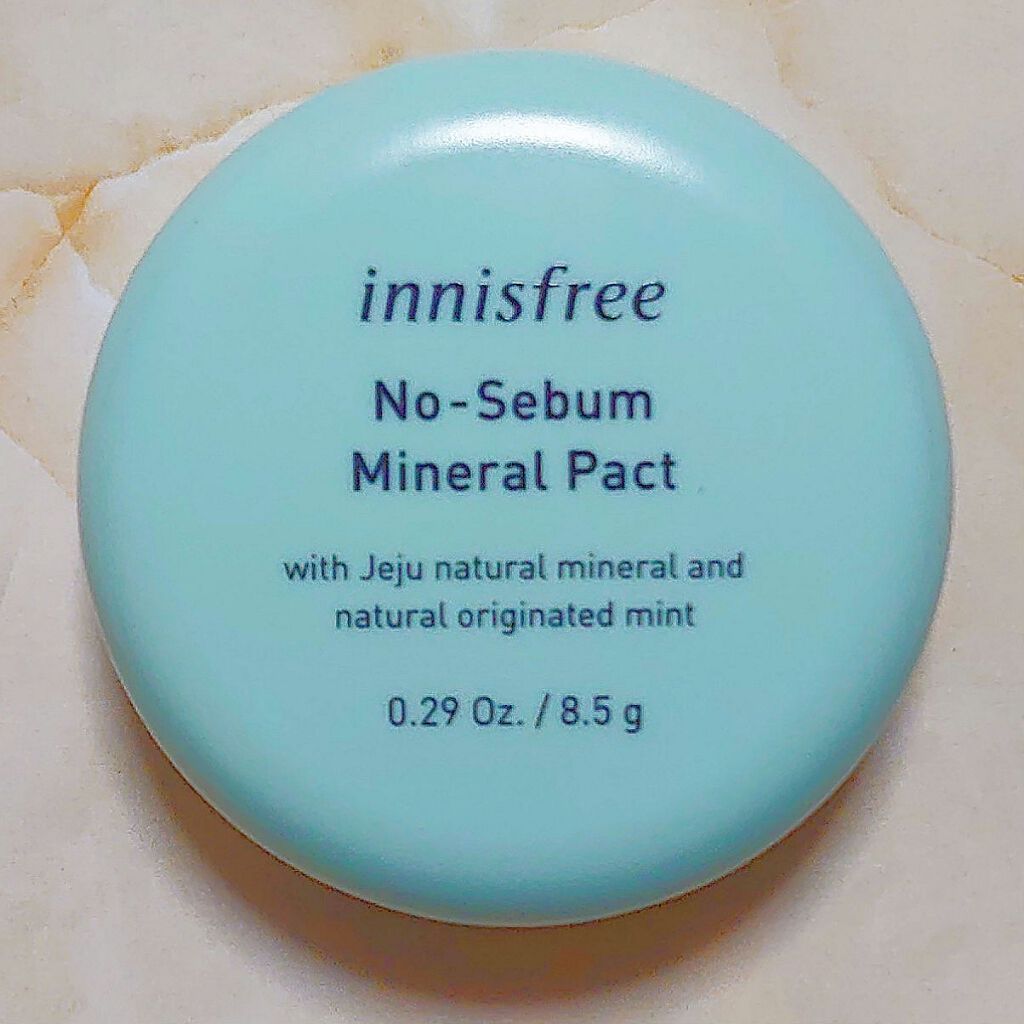 innisfree
No-Sebum
Mineral Pact
with Jeju natural mineral and
natural originated mint
0.29 Oz. / 8.5 g